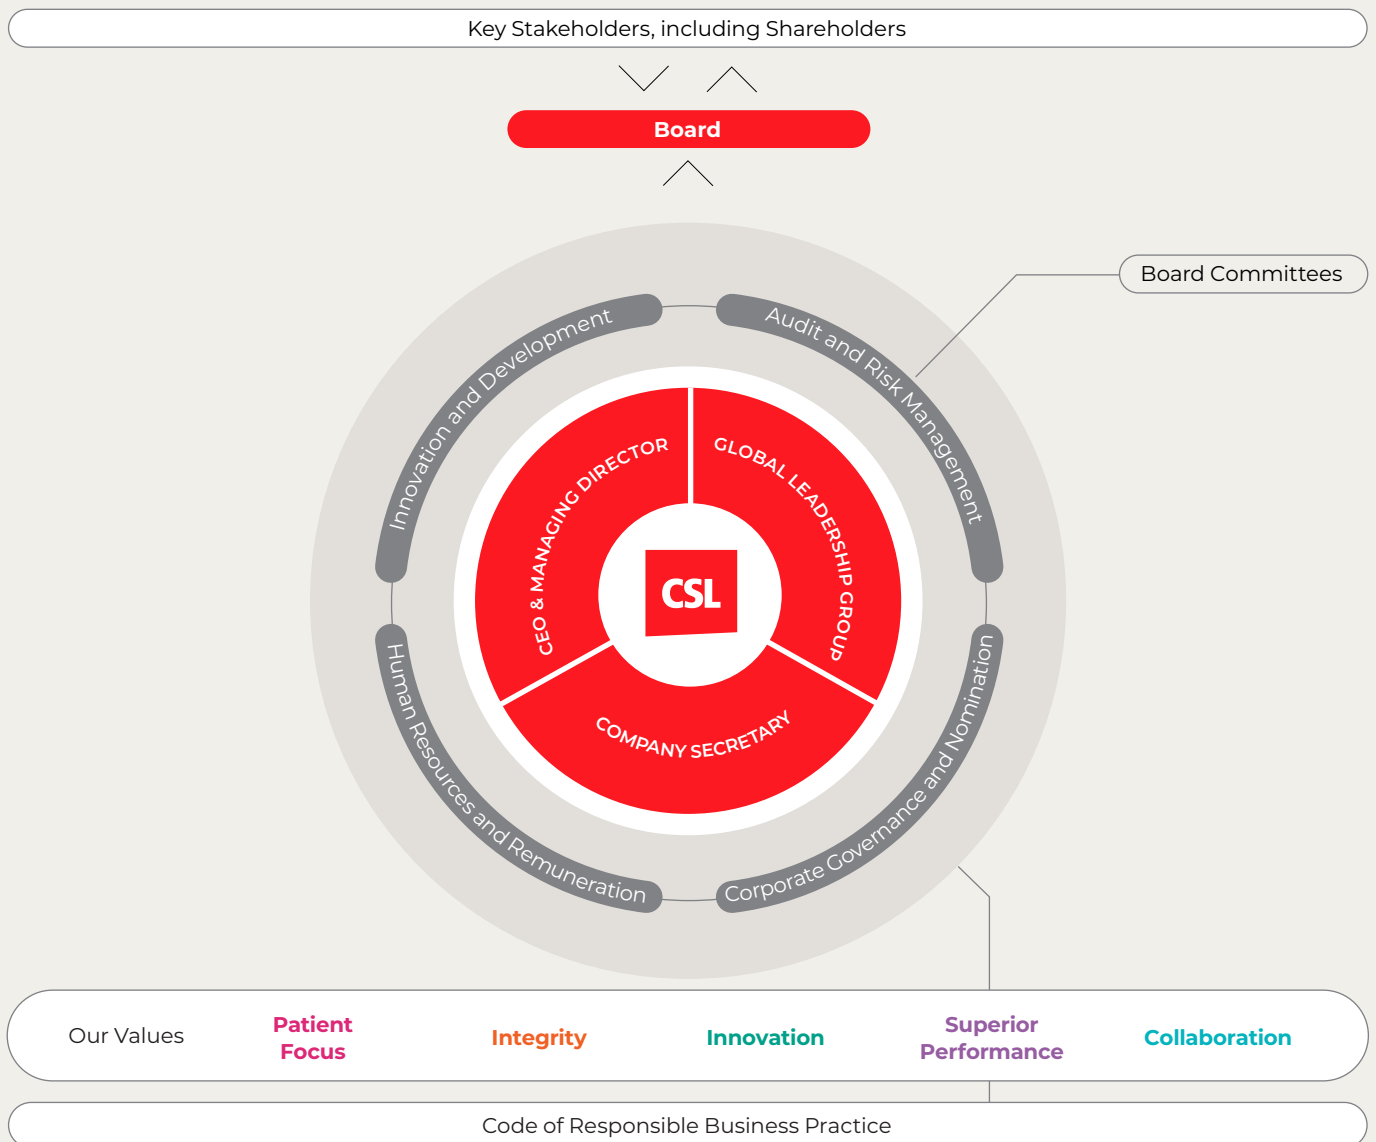 Key Stakeholders, including Shareholders
Board
Board Committees
Innovation and Development
Audit and Risk Management
CEO & MANAGING DIRECTOR
GLOBAL LEADERSHIP GROUP
CSL
COMPANY SECRETARY
Human Resources and Remuneration
Corporate Governance and Nomination
Our Values
Patient
Focus
Integrity
Innovation
Superior
Performance
Collaboration
Code of Responsible Business Practice